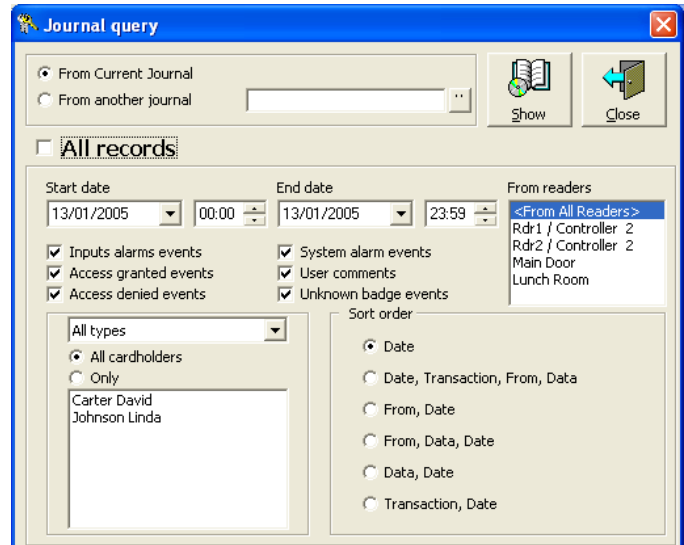 Journal query
From Current Journal
From another journal
..
Show
Close
All records
Start date
End date
From readers
13/01/2005
00:00
13/01/2005
23:59
<From All Readers>
Rdr1 / Controller 2
Rdr2 / Controller 2
Main Door
Lunch Room
Inputs alarms events
System alarm events
Access granted events
User comments
Access denied events
Unknown badge events
All types
All cardholders
Only
Carter David
Johnson Linda
Sort order
Date
Date, Transaction, From, Data
From, Date
From, Data, Date
Data, Date
Transaction, Date